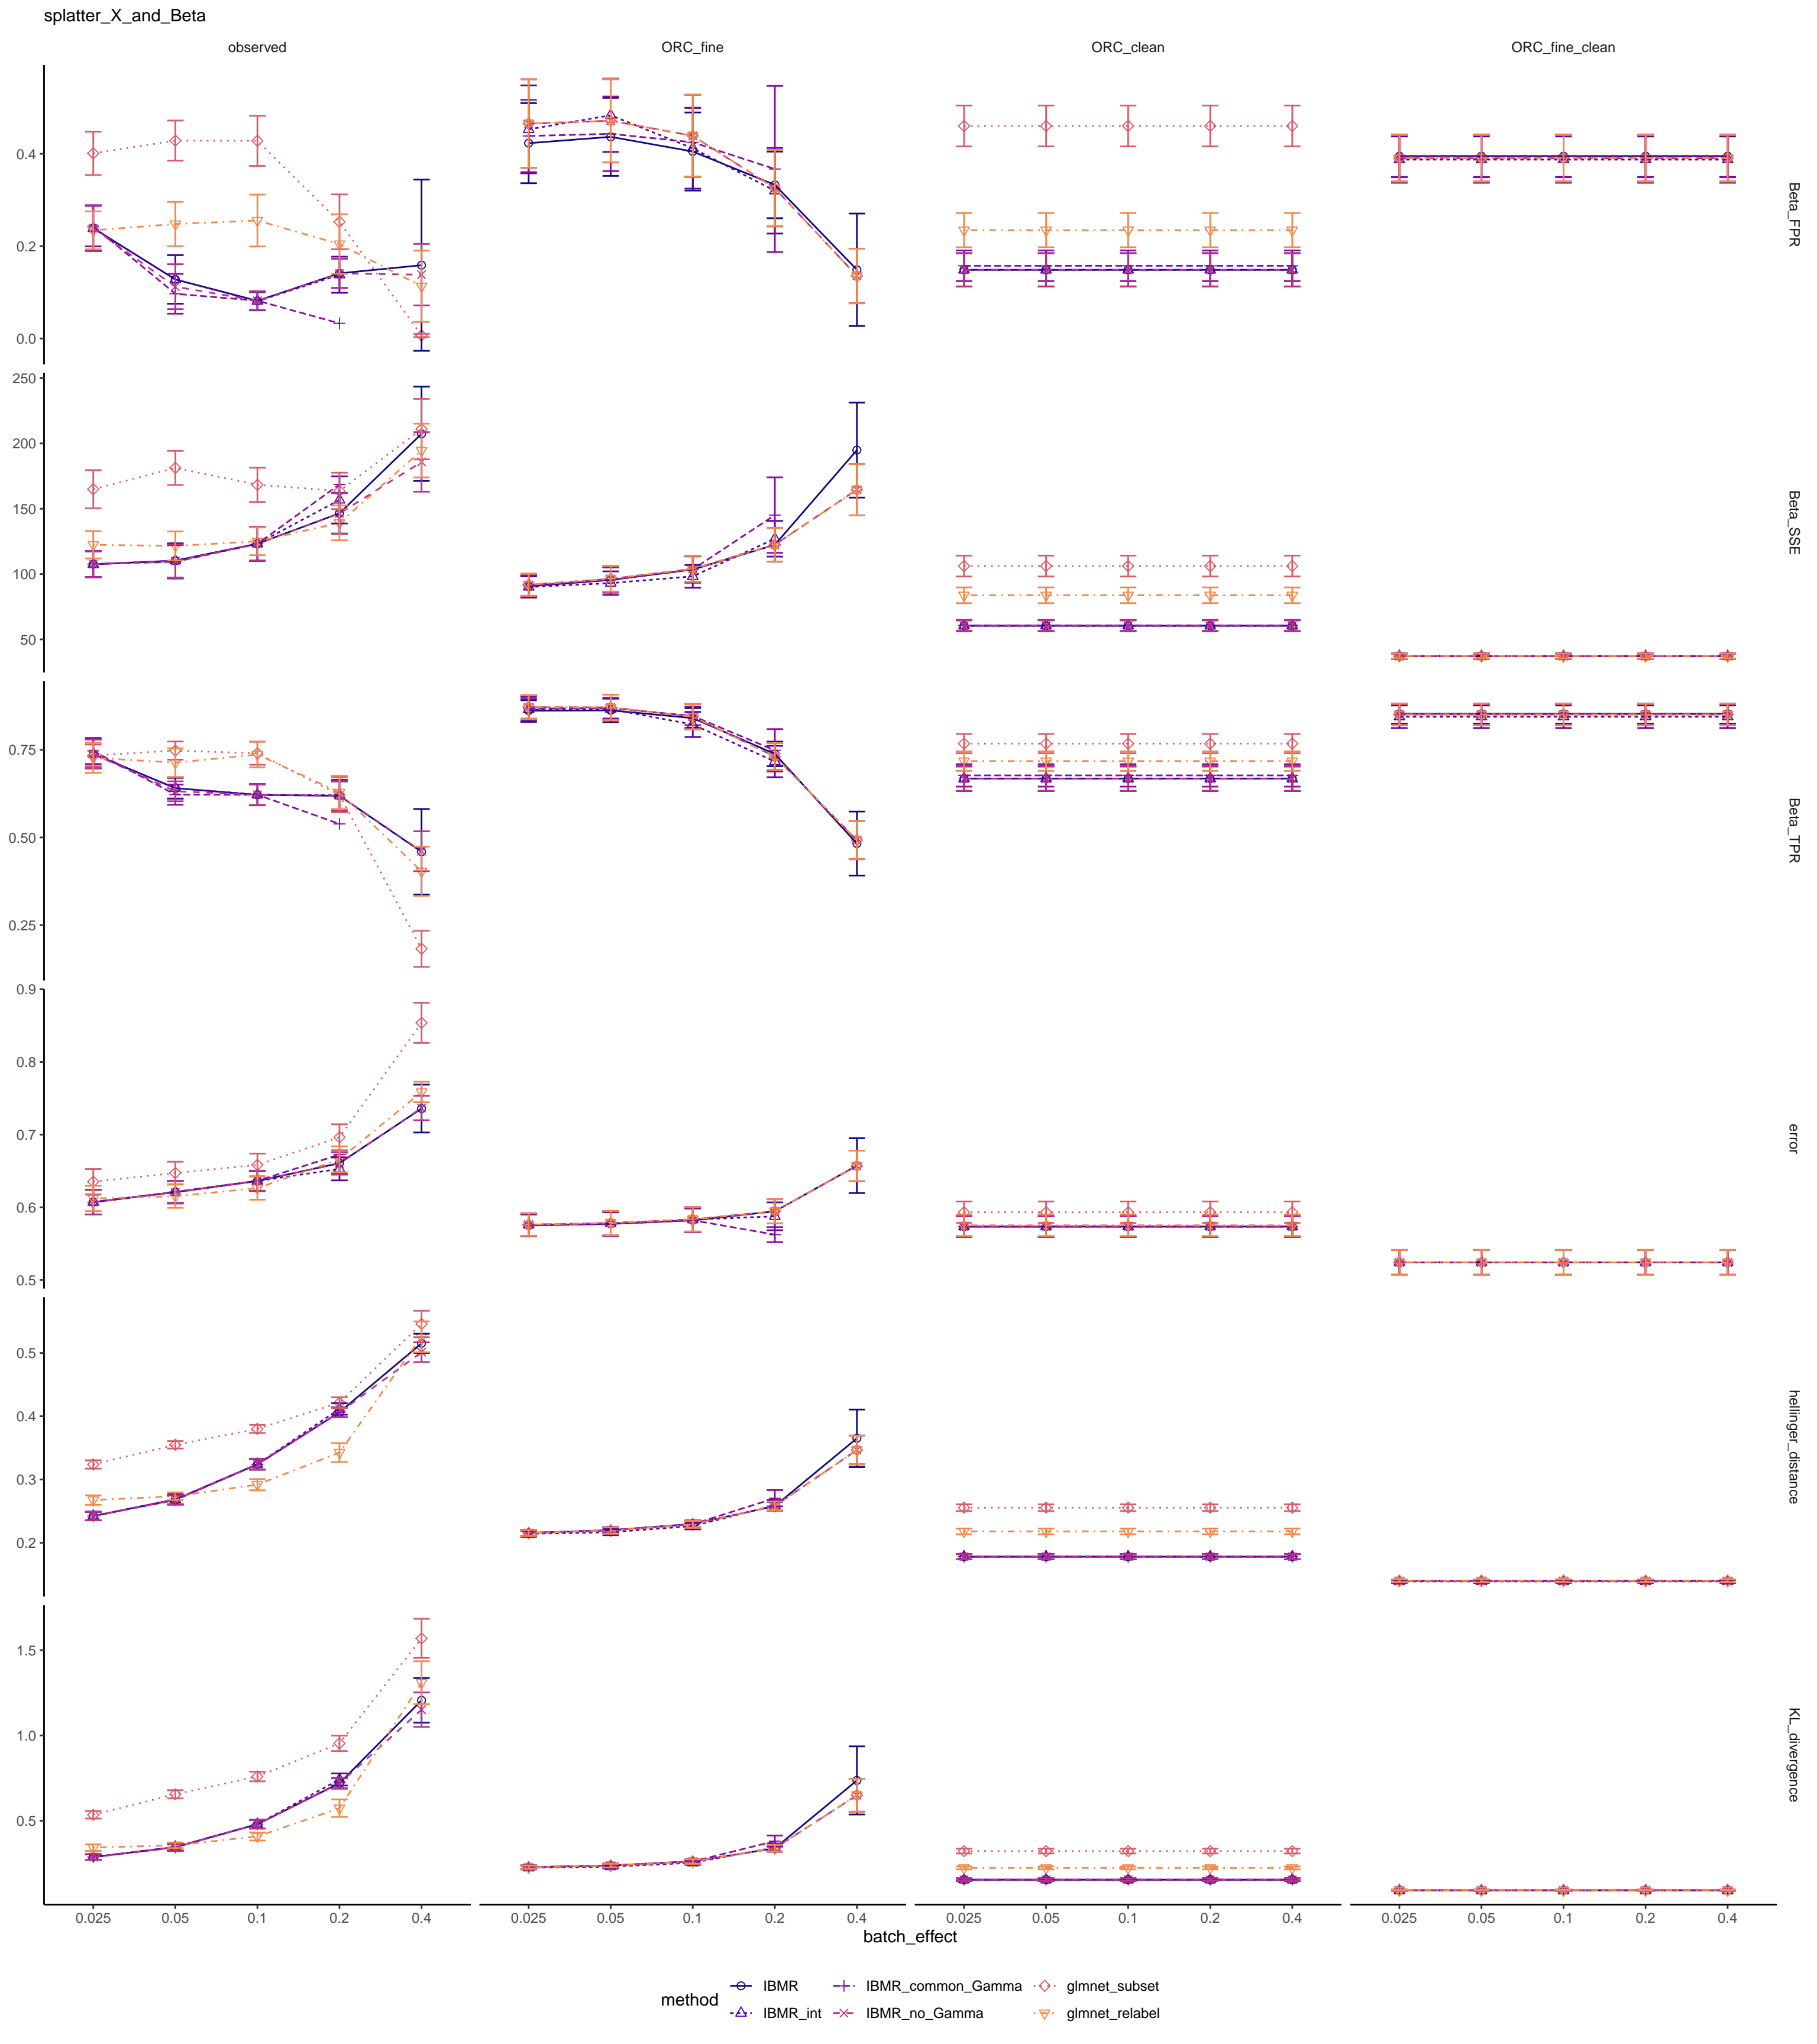 splatter_X_and_Beta
observed ORC_fine ORC_clean ORC_fine_clean
0.4
0.2
0.0
Beta_FPR
250
200
150
100
50
Beta_SSE
0.75
0.50
0.25
Beta_TPR
0.9
0.8
0.7
0.6
0.5
error
0.5
0.4
0.3
0.2
hellinger_distance
1.5
1.0
0.5
KL_divergence
0.025 0.05 0.1 0.2 0.4 0.025 0.05 0.1 0.2 0.4 0.025 0.05 0.1 0.2 0.4 0.025 0.05 0.1 0.2 0.4
batch_effect
method
IBMR IBMR_common_Gamma glmnet_subset
IBMR_int IBMR_no_Gamma glmnet_relabel